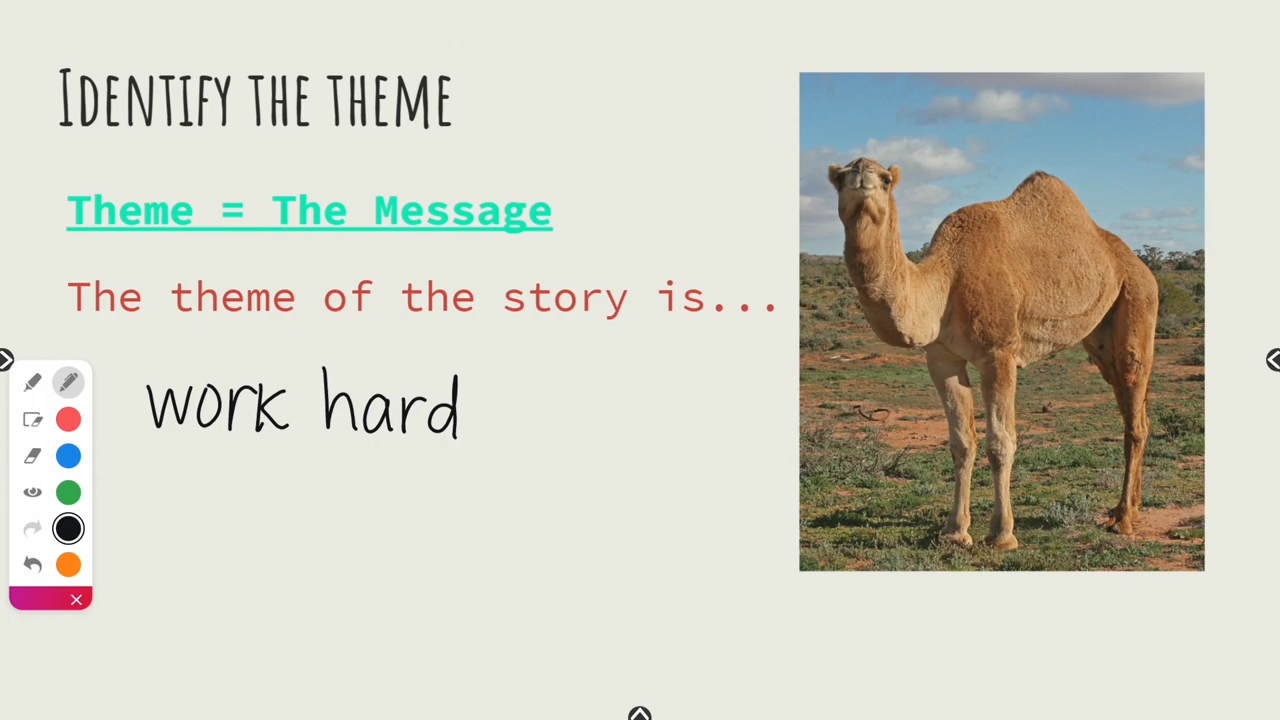 IDENTIFY THE THEME
Theme = The Message
The theme of the story is...
work hard